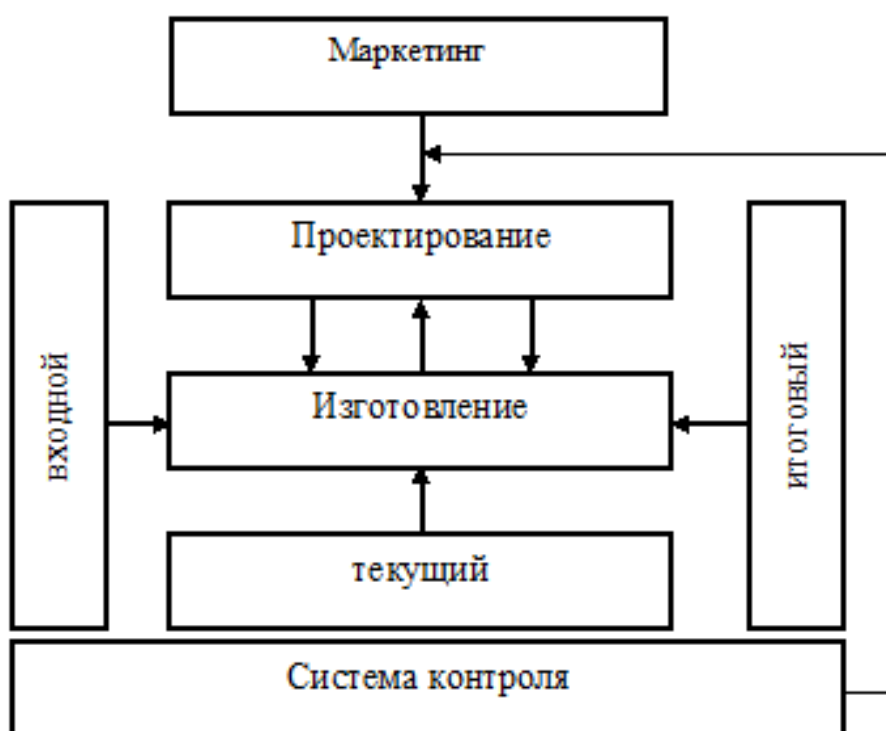 Маркетинг
Проектирование
входной
Изготовление
итоговый
текущий
Система контроля